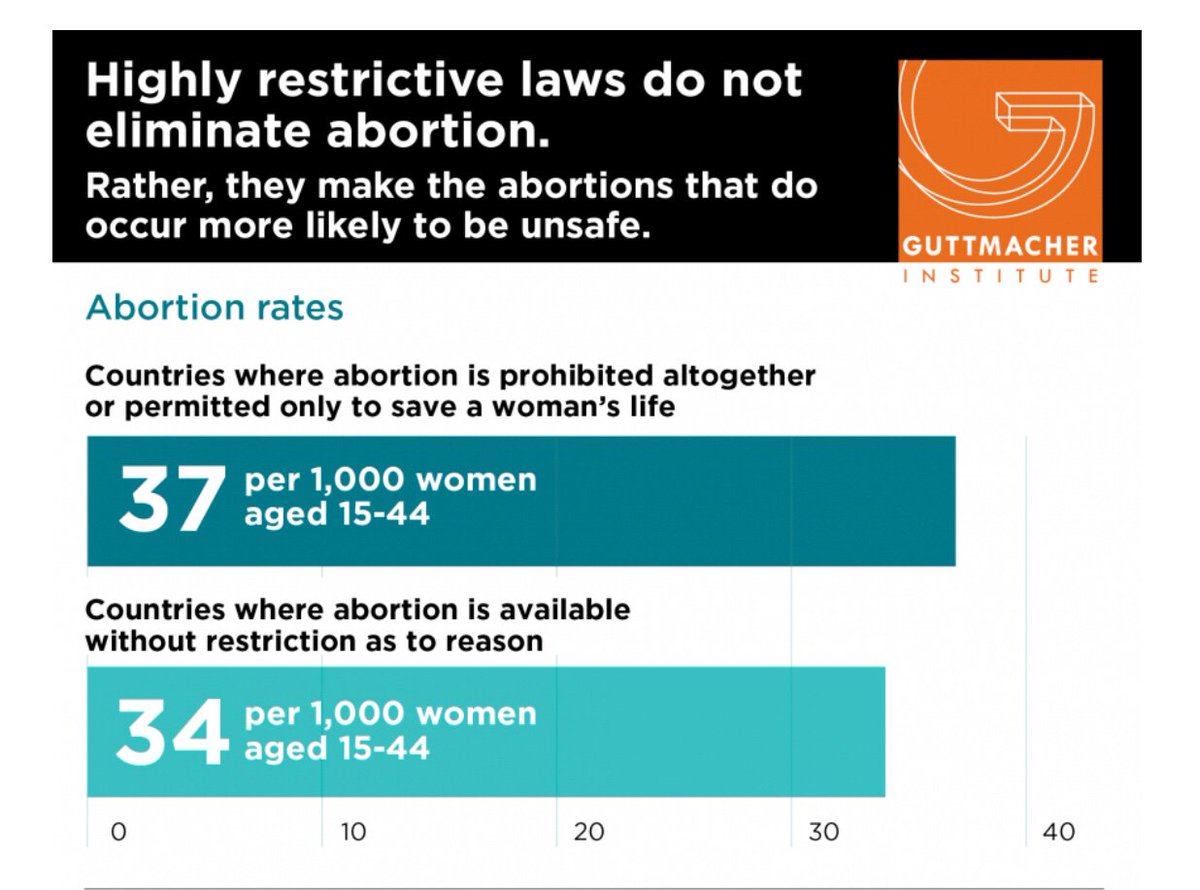 Highly restrictive laws do not
eliminate abortion.
Rather, they make the abortions that do
occur more likely to be unsafe.
GUTTMACHER
INSTITUTE
Abortion rates
Countries where abortion is prohibited altogether
or permitted only to save a woman’s life
37 per 1,000 women
aged 15-44
Countries where abortion is available
without restriction as to reason
34 per 1,000 women
aged 15-44
0 10 20 30 40